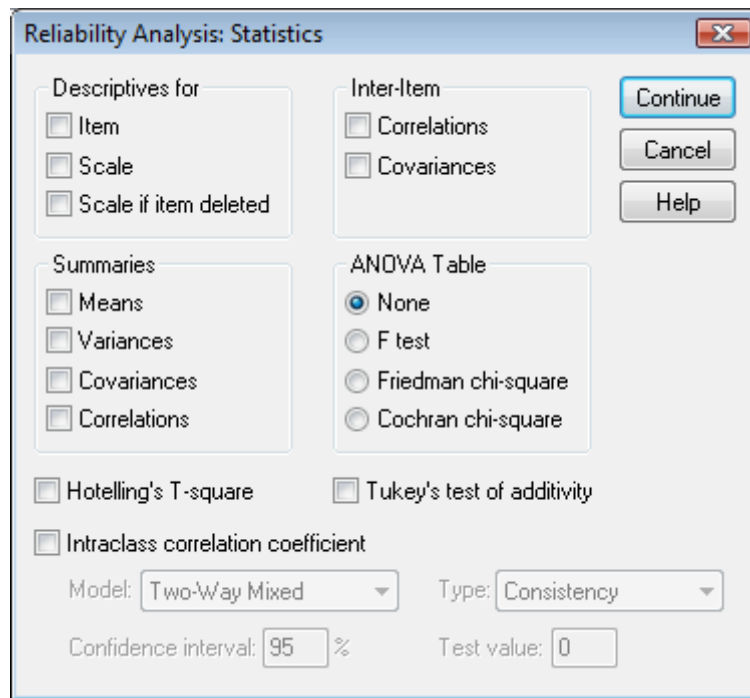 Reliability Analysis: Statistics
Descriptives for
Item
Scale
Scale if item deleted
Inter-Item
Correlations
Covariances
Continue
Cancel
Help
Summaries
Means
Variances
Covariances
Correlations
ANOVA Table
None
F test
Friedman chi-square
Cochran chi-square
Hotelling's T-square
Tukey's test of additivity
Intraclass correlation coefficient
Model: Two-Way Mixed
Type: Consistency
Confidence interval: 95 %
Test value: 0